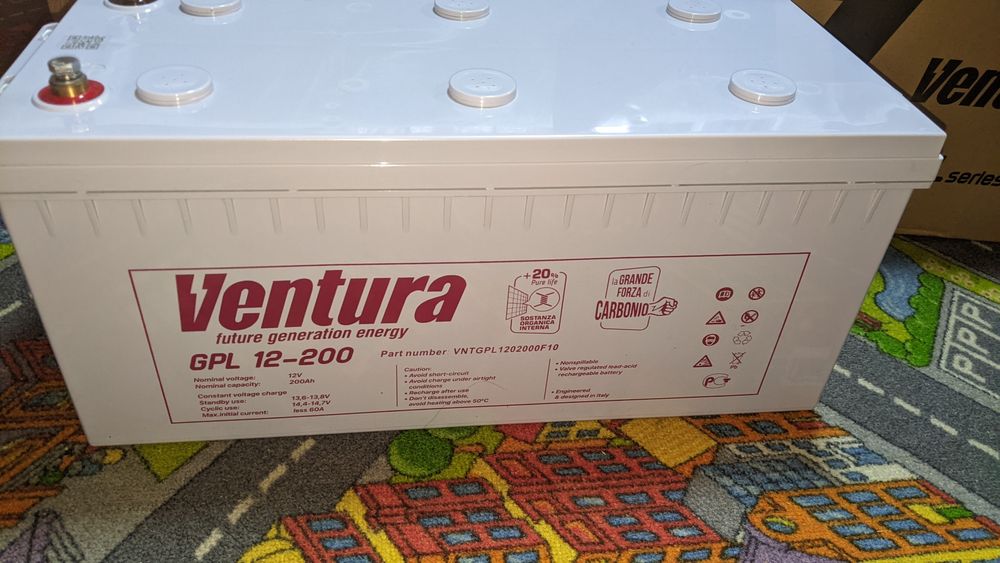 Ventura
future generation energy
GPL 12-200
Part number VNTGPL1202000F10
Nominal voltage: 12V
Nominal capacity: 200Ah
Constant voltage charge
Standby use: 13,6-13,8V
Cyclic use: 14,4-14,7V
Max.initial current: less 60A
Caution:
• Avoid short-circuit
• Avoid charge under airtight
conditions
• Recharge after use
• Don't disassemble,
avoid heating above 50°C
• Nonspillable
• Valve regulated lead-acid
rechargeable battery
• Engineered
& designed in Italy
+20%
Pure life
SOSTANZA
ORGANICA
INTERNA
la GRANDE
FORZA di
CARBONIO
Pb
PCT
Ventu
series
PPP